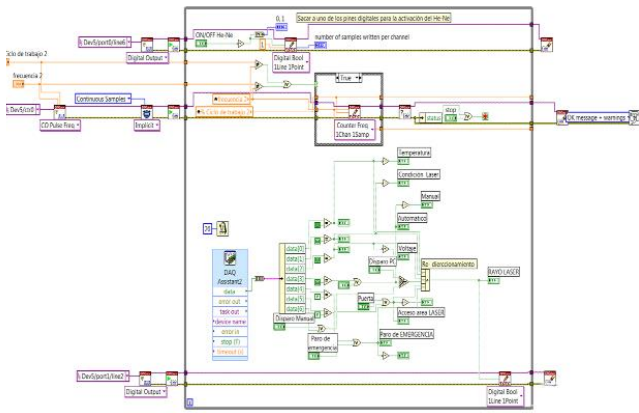 Sacar a uno de los pines digitales para la activación del He Ne
0, 1
ON/OFF He-Ne
Dev5/port0/line6
number of samples written per channel
Digital Output
Digital Bool
1Line 1Point
Ciclo de trabajo 2
frecuencia 2
True
Continuous Samples
frecuencia 2
% Ciclo de trabajo 2
Dev5/ctr0
CO Pulse Freq
Implicit
Counter Freq
1Chan 1Samp
status
stop
OK message + warnings
Temperatura
Condición Laser
Manual
Automatico
Voltaje
Disparo PC
Re direccionamiento
RAYO LASER
DAQ
Assistant2
data
error out
task out
device name
error in
stop (T)
timeout (s)
data[0]
data[1]
data[2]
data[3]
data[4]
data[5]
data[6]
Puerta
Acceso area LASER
Disparo Manual
Paro de
emergencia
Paro de EMERGENCIA
Dev5/port1/line2
Digital Output
Digital Bool
1Line 1Point
i